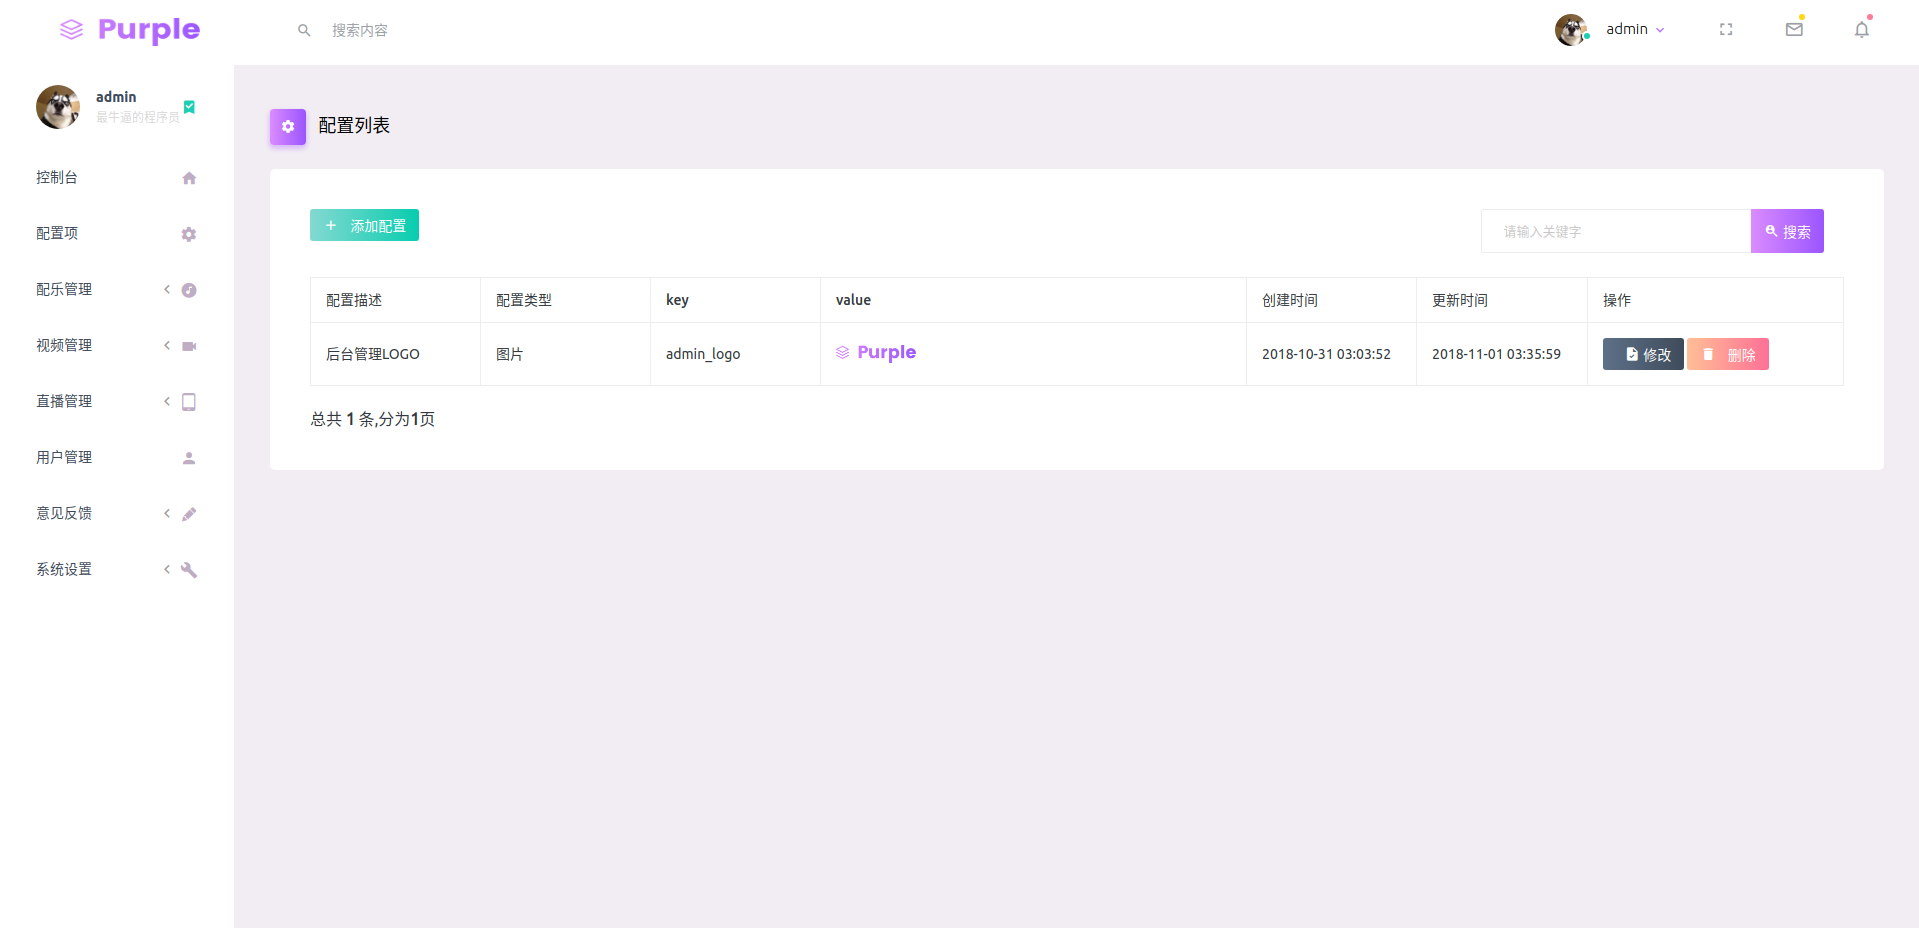 Purple
搜索内容
admin
admin
最牛逼的程序员
控制台
配置项
配乐管理
视频管理
直播管理
用户管理
意见反馈
系统设置
配置列表
+ 添加配置
请输入关键字
搜索
配置描述 配置类型 key value 创建时间 更新时间 操作
后台管理LOGO 图片 admin_logo Purple 2018-10-31 03:03:52 2018-11-01 03:35:59 修改 删除
总共 1 条,分为1页